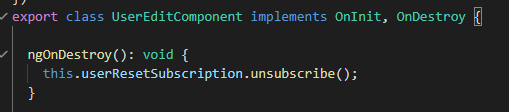 })
export class UserEditComponent implements OnInit, OnDestroy {
ngOnDestroy(): void {
this.userResetSubscription.unsubscribe();
}